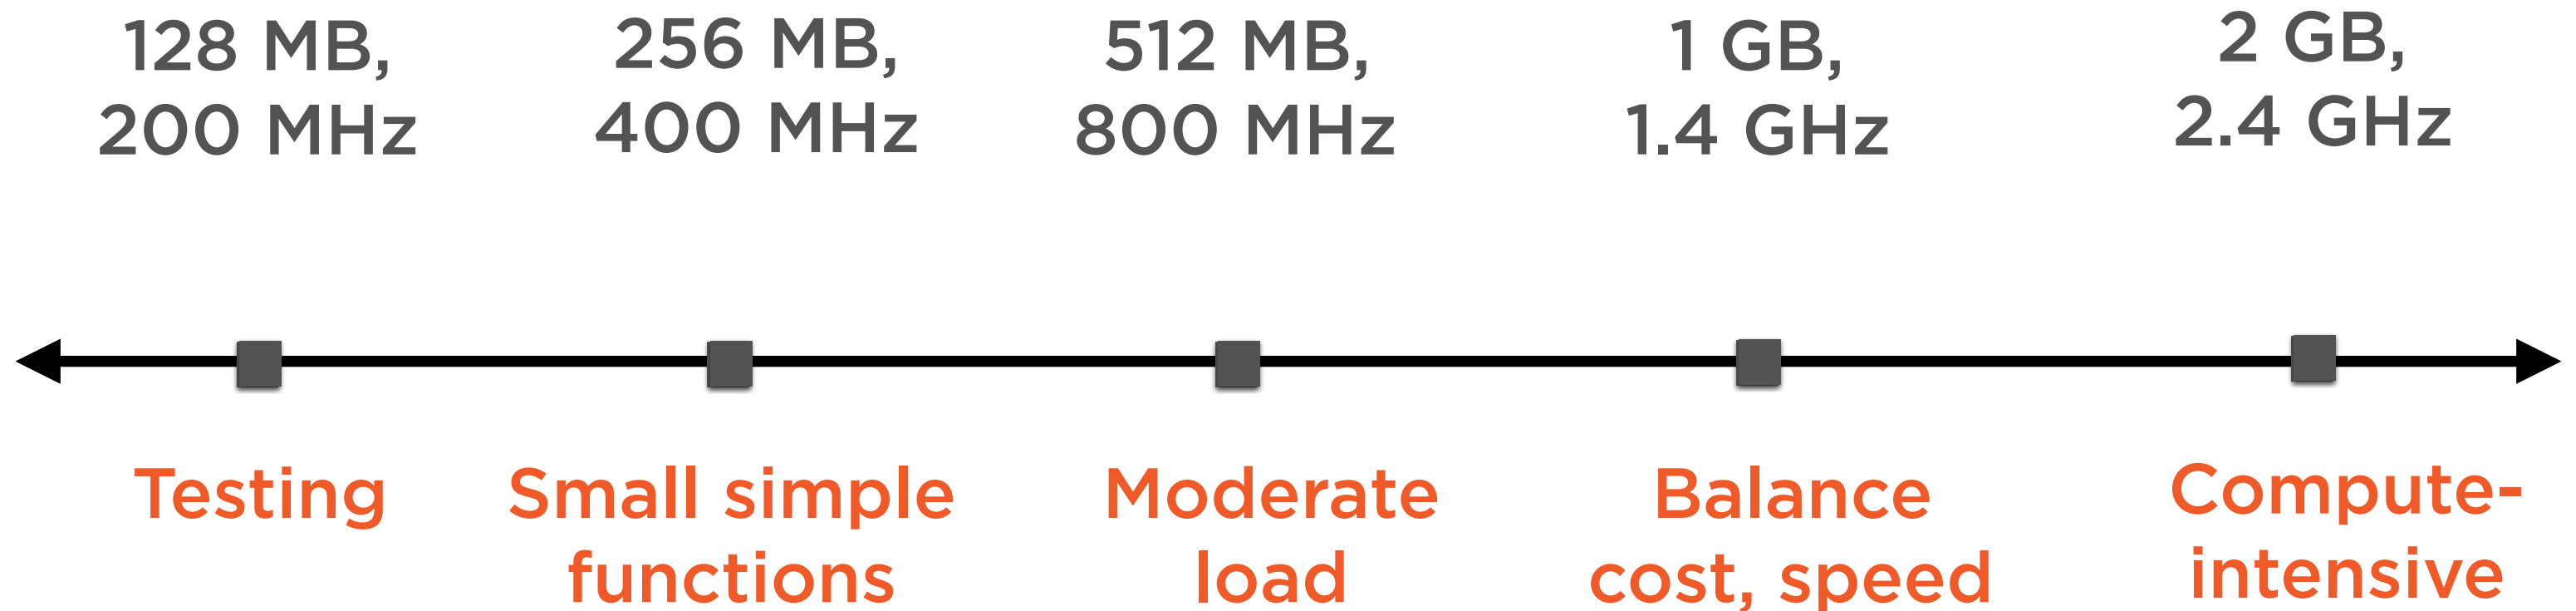 128 MB,
200 MHz
256 MB,
400 MHz
512 MB,
800 MHz
1 GB,
1.4 GHz
2 GB,
2.4 GHz
Testing
Small simple
functions
Moderate
load
Balance
cost, speed
Compute-
intensive